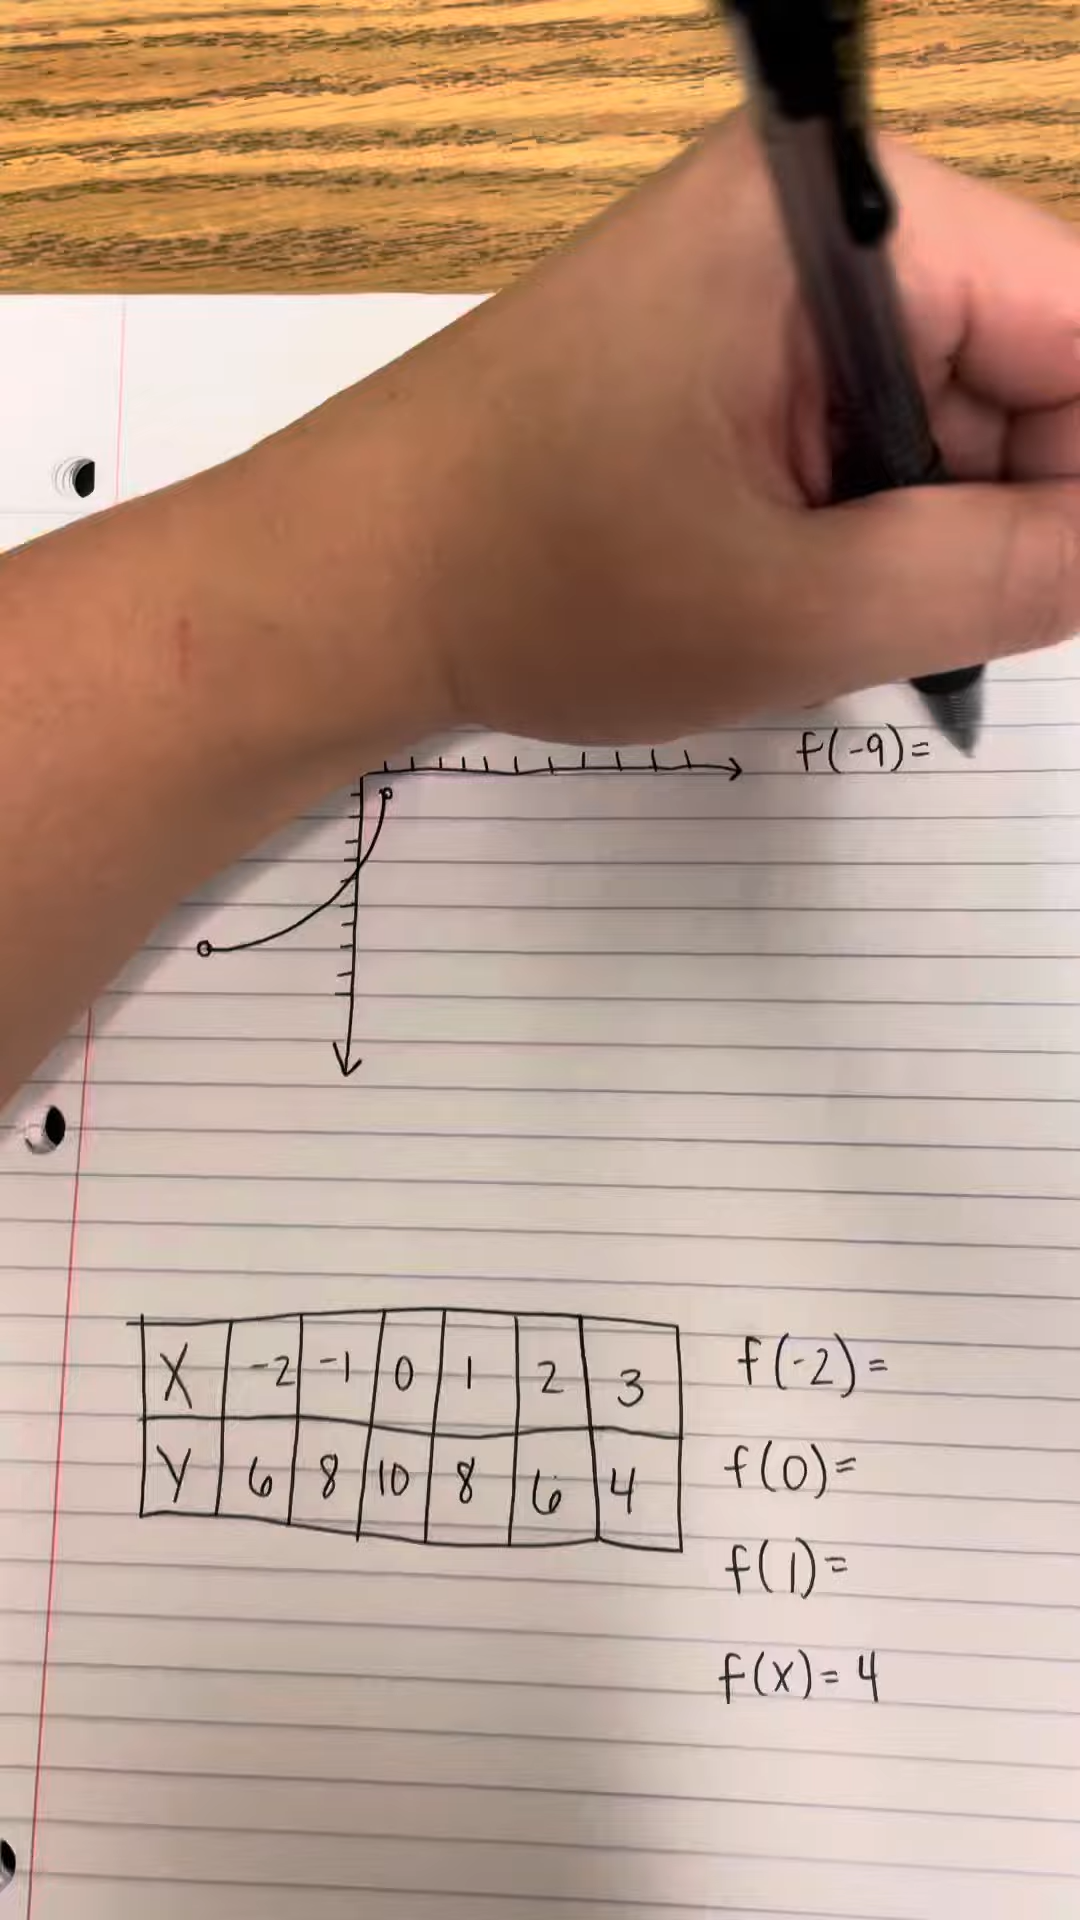 f(-9)=
X -2 -1 0 1 2 3
Y 6 8 10 8 6 4
f(-2)=
f(0)=
f(1)=
f(x)=4